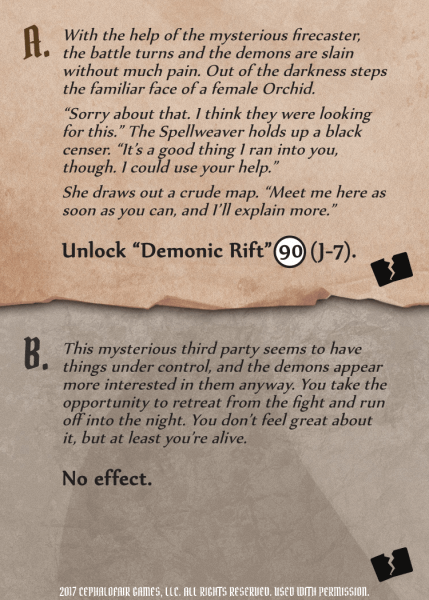 A. With the help of the mysterious firecaster,
the battle turns and the demons are slain
without much pain. Out of the darkness steps
the familiar face of a female Orchid.
“Sorry about that. I think they were looking
for this.” The Spellweaver holds up a black
censer. “It’s a good thing I ran into you,
though. I could use your help.”
She draws out a crude map. “Meet me here as
soon as you can, and I’ll explain more.”
Unlock “Demonic Rift” 90 (J-7).
B. This mysterious third party seems to have
things under control, and the demons appear
more interested in them anyway. You take the
opportunity to retreat from the fight and run
off into the night. You don’t feel great about
it, but at least you’re alive.
No effect.
2017 CEPHALOFAIR GAMES, LLC. ALL RIGHTS RESERVED. USED WITH PERMISSION.